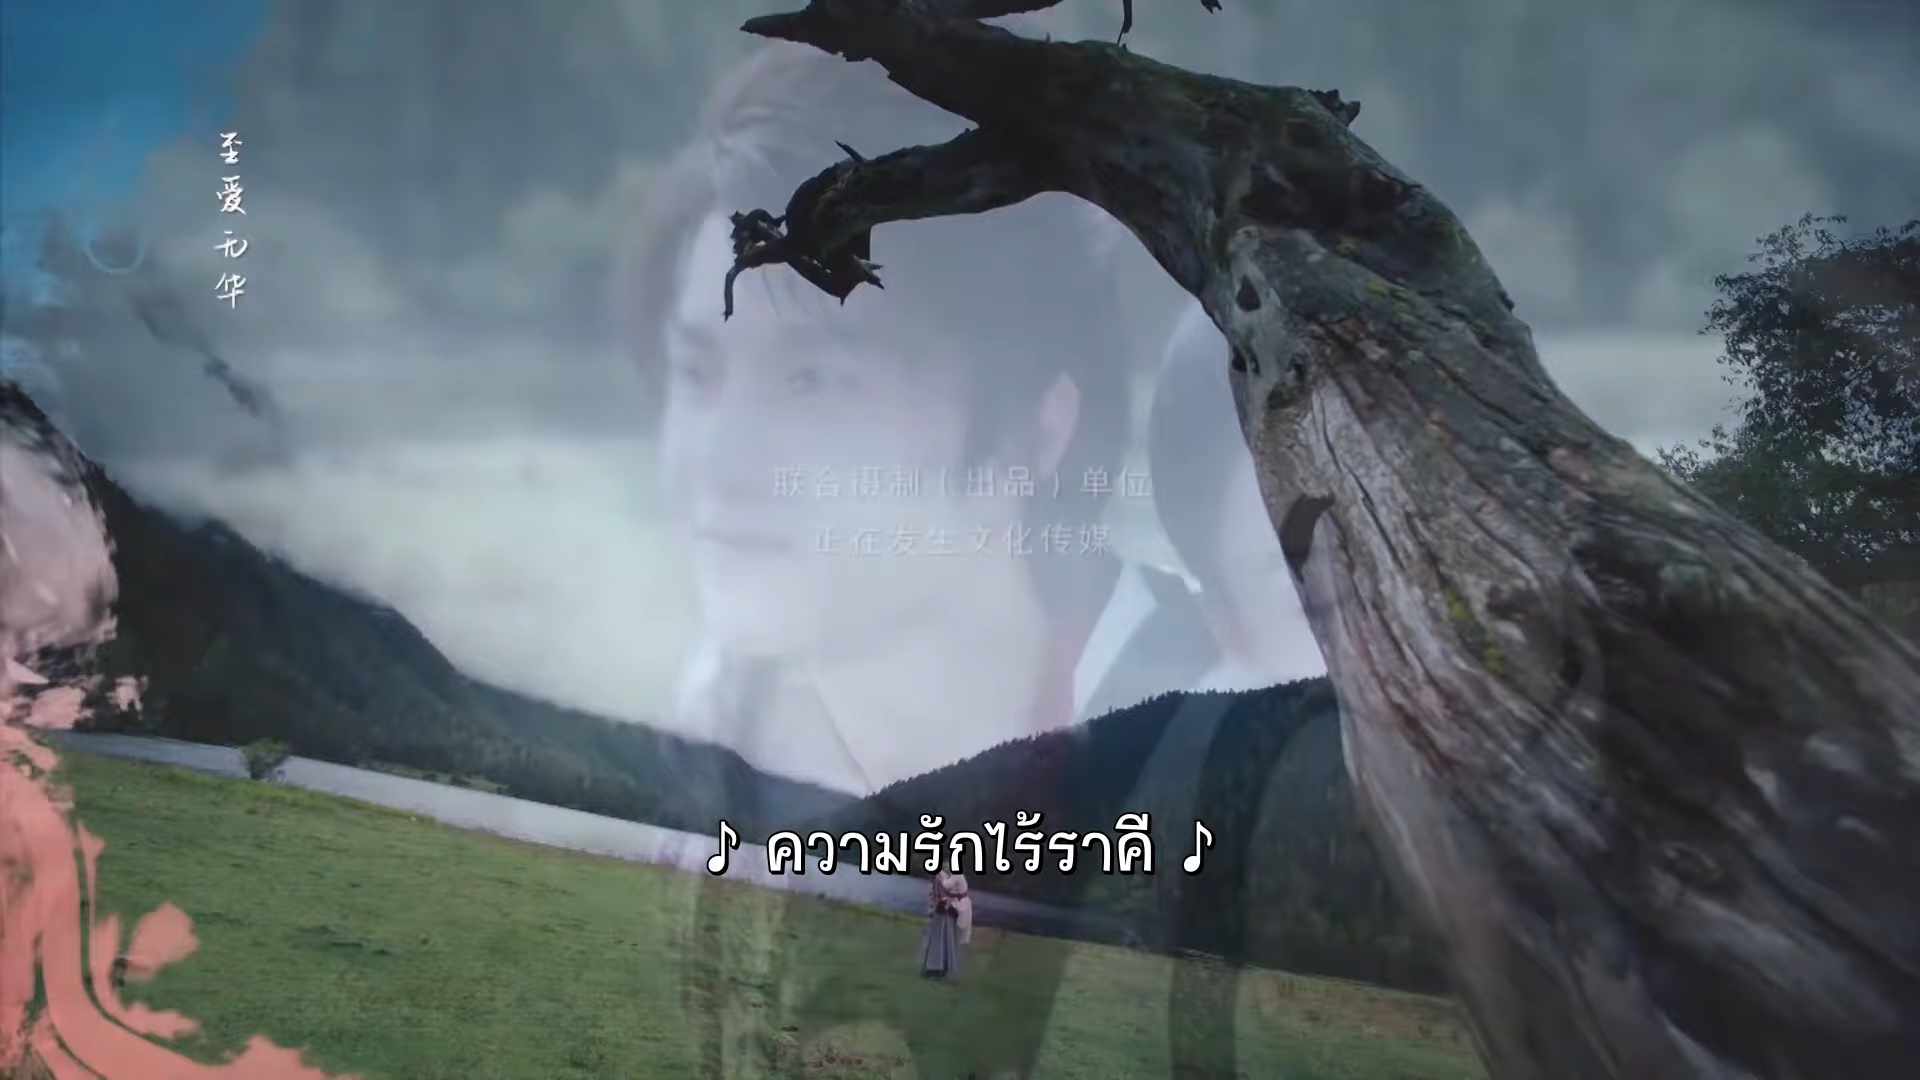 至爱无华
联合摄制（出品）单位
正在发生文化传媒
♪ ความรักไร้ราคี ♪